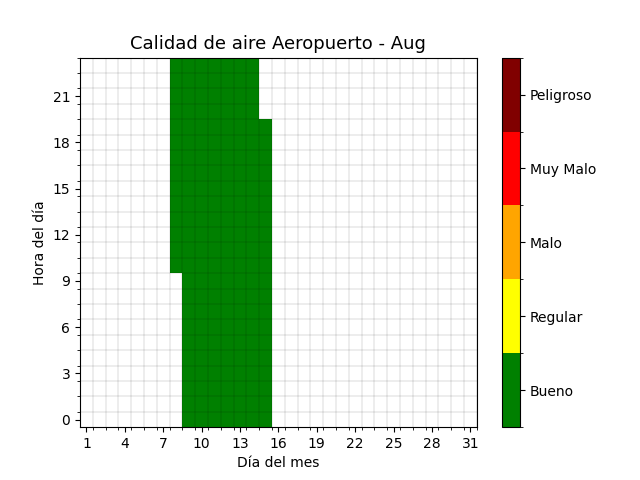 Calidad de aire Aeropuerto - Aug
Hora del día
21
18
15
12
9
6
3
0
1 4 7 10 13 16 19 22 25 28 31
Día del mes
Peligroso
Muy Malo
Malo
Regular
Bueno